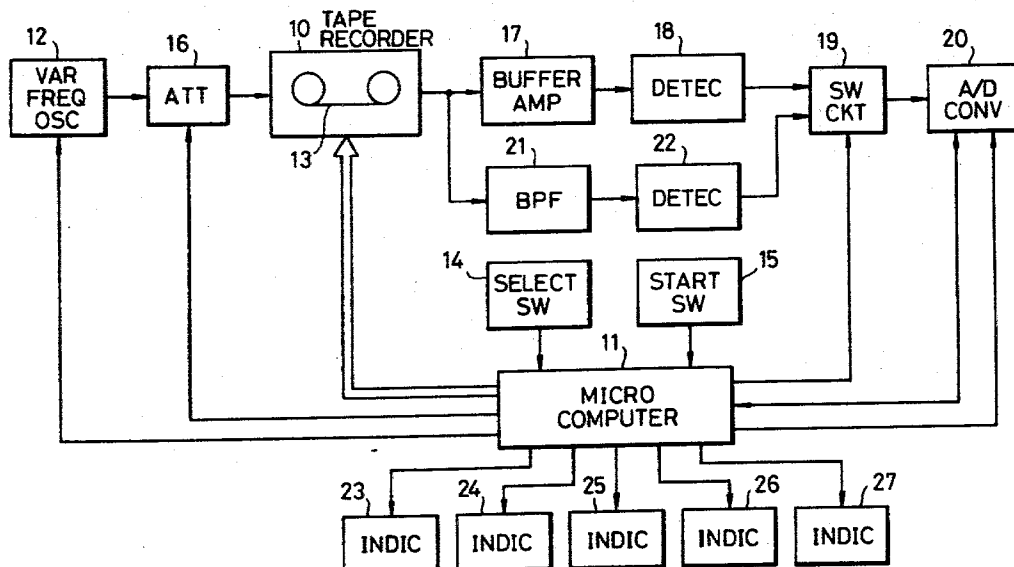 12
VAR
FREQ
OSC
16
ATT
10
TAPE
RECORDER
13
17
BUFFER
AMP
18
DETEC
19
SW
CKT
20
A/D
CONV
21
BPF
22
DETEC
14
SELECT
SW
15
START
SW
11
MICRO
COMPUTER
23
INDIC
24
INDIC
25
INDIC
26
INDIC
27
INDIC